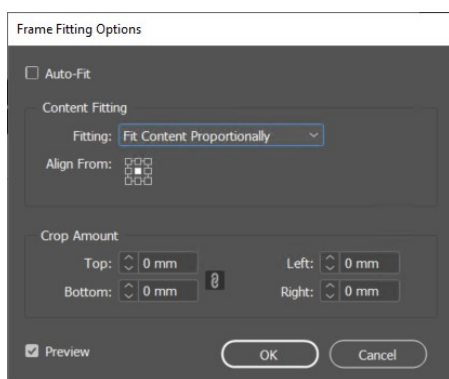 Frame Fitting Options
Auto-Fit
Content Fitting
Fitting: Fit Content Proportionally
Align From:
Crop Amount
Top: 0 mm Left: 0 mm
Bottom: 0 mm Right: 0 mm
Preview OK Cancel